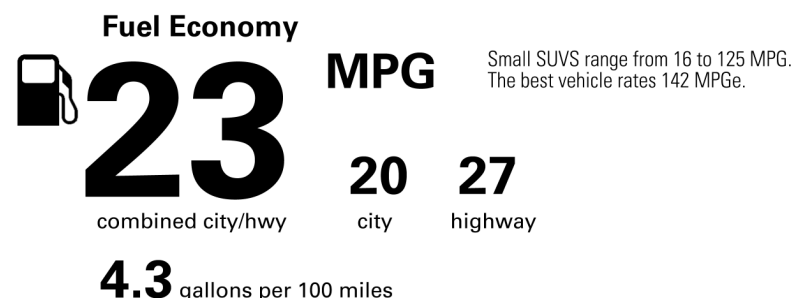 Fuel Economy
23 MPG
Small SUVS range from 16 to 125 MPG.
The best vehicle rates 142 MPGe.
20 27
combined city/hwy city highway
4.3 gallons per 100 miles